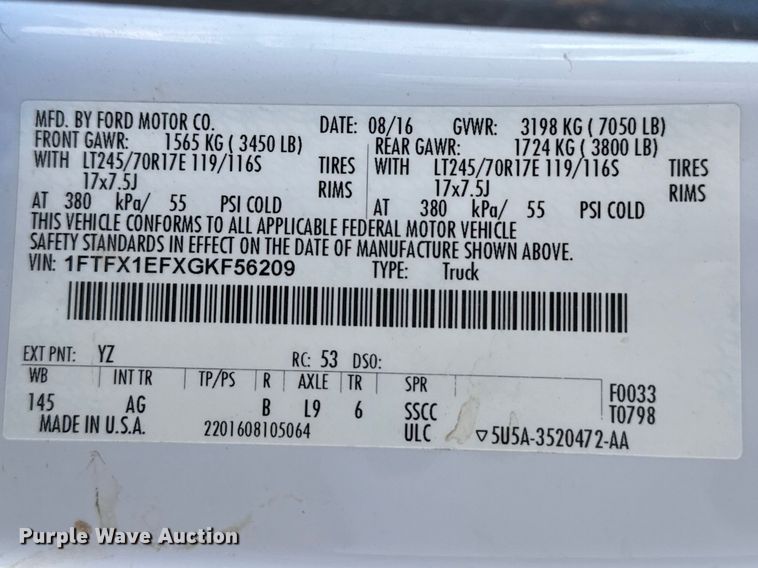 MFD. BY FORD MOTOR CO. DATE: 08/16 GVWR: 3198 KG ( 7050 LB)
FRONT GAWR: 1565 KG ( 3450 LB) REAR GAWR: 1724 KG ( 3800 LB)
WITH LT245/70R17E 119/116S TIRES WITH LT245/70R17E 119/116S TIRES
17x7.5J RIMS 17x7.5J RIMS
AT 380 kPa/ 55 PSI COLD AT 380 kPa/ 55 PSI COLD
THIS VEHICLE CONFORMS TO ALL APPLICABLE FEDERAL MOTOR VEHICLE
SAFETY STANDARDS IN EFFECT ON THE DATE OF MANUFACTURE SHOWN ABOVE.
VIN: 1FTFX1EFXGKF56209 TYPE: Truck
EXT PNT: YZ RC: 53 DSO:
WB INT TR TP/PS R AXLE TR SPR F0033
145 AG B L9 6 SSCC T0798
MADE IN U.S.A. 2201608105064 ULC ▽5U5A-3520472-AA
Purple Wave Auction